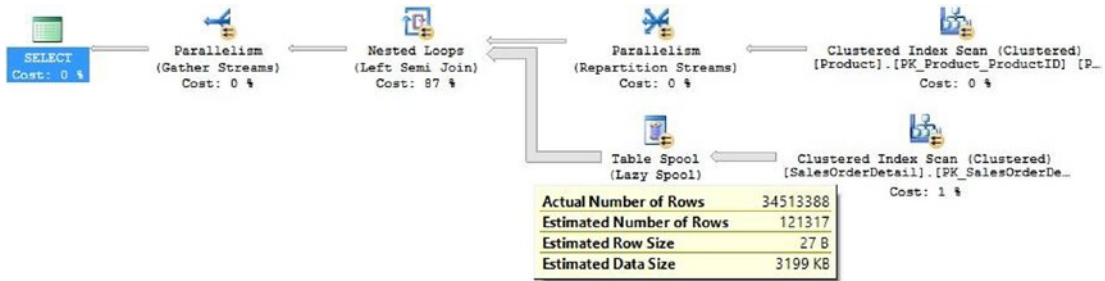 SELECT
Cost: 0 %
Parallelism
(Gather Streams)
Cost: 0 %
Nested Loops
(Left Semi Join)
Cost: 87 %
Parallelism
(Repartition Streams)
Cost: 0 %
Clustered Index Scan (Clustered)
[Product].[PK_Product_ProductID] [P…
Cost: 0 %
Table Spool
(Lazy Spool)
Clustered Index Scan (Clustered)
[SalesOrderDetail].[PK_SalesOrderDe…
Cost: 1 %
Actual Number of Rows 34513388
Estimated Number of Rows 121317
Estimated Row Size 27 B
Estimated Data Size 3199 KB